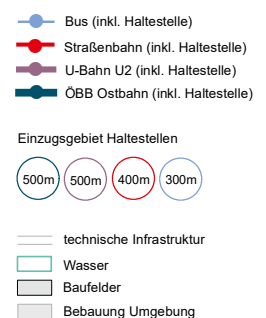 Bus (inkl. Haltestelle)
Straßenbahn (inkl. Haltestelle)
U-Bahn U2 (inkl. Haltestelle)
ÖBB Ostbahn (inkl. Haltestelle)
Einzugsgebiet Haltestellen
500m 500m 400m 300m
technische Infrastruktur
Wasser
Baufelder
Bebauung Umgebung